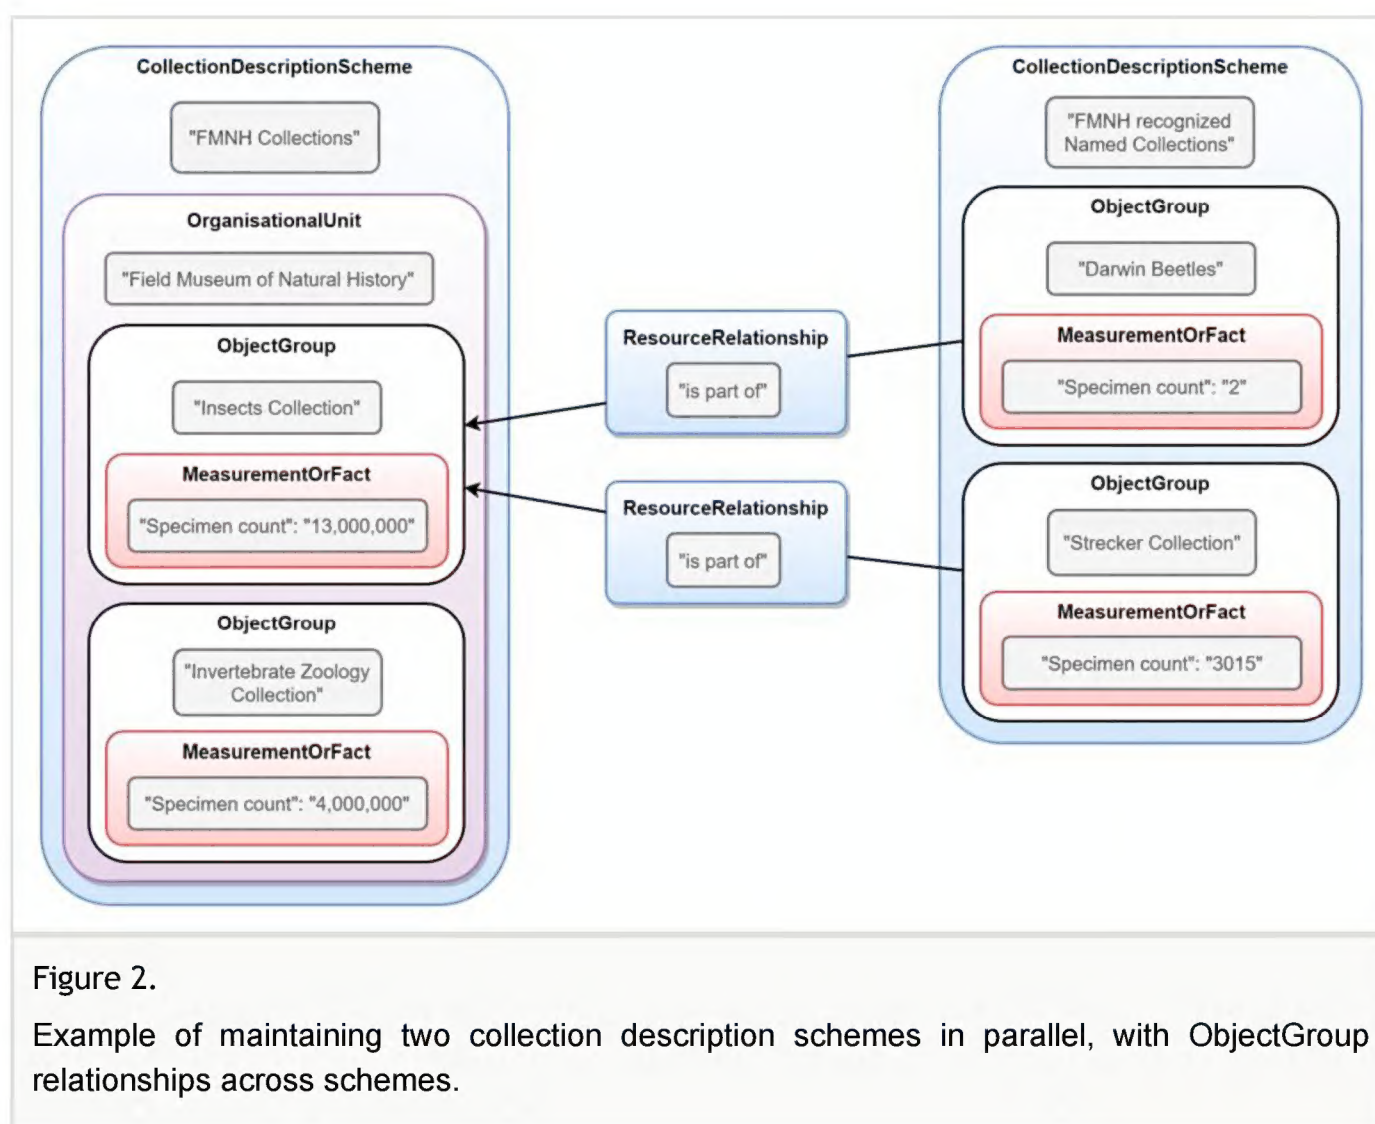 CollectionDescriptionScheme
"FMNH Collections"
OrganisationalUnit
"Field Museum of Natural History"
ObjectGroup
"Insects Collection"
MeasurementOrFact
"Specimen count": "13,000,000"
ObjectGroup
"Invertebrate Zoology
Collection"
MeasurementOrFact
"Specimen count": "4,000,000"
ResourceRelationship
"is part of"
ResourceRelationship
"is part of"
CollectionDescriptionScheme
"FMNH recognized
Named Collections"
ObjectGroup
"Darwin Beetles"
MeasurementOrFact
"Specimen count": "2"
ObjectGroup
"Strecker Collection"
MeasurementOrFact
"Specimen count": "3015"
Figure 2.
Example of maintaining two collection description schemes in parallel, with ObjectGroup
relationships across schemes.